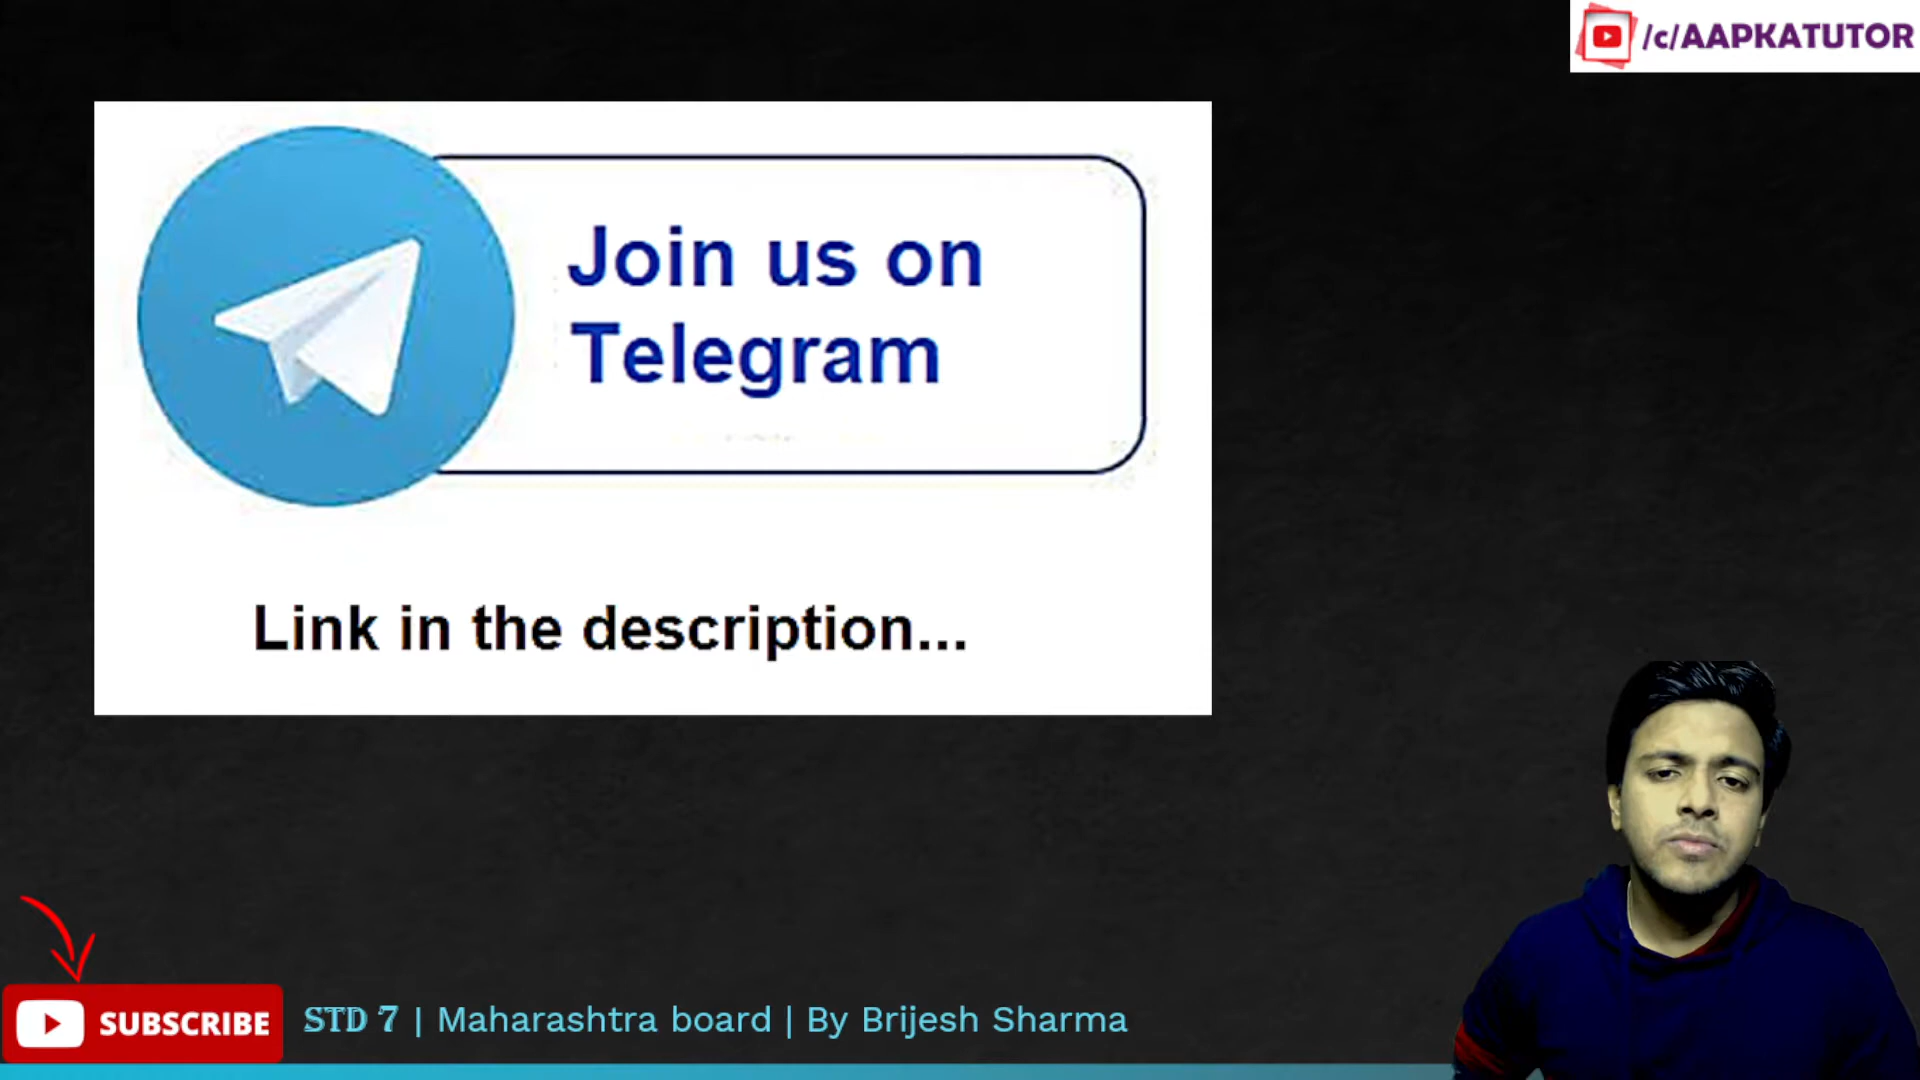 /c/AAPKATUTOR
Join us on
Telegram
Link in the description...
SUBSCRIBE
STD 7 | Maharashtra board | By Brijesh Sharma